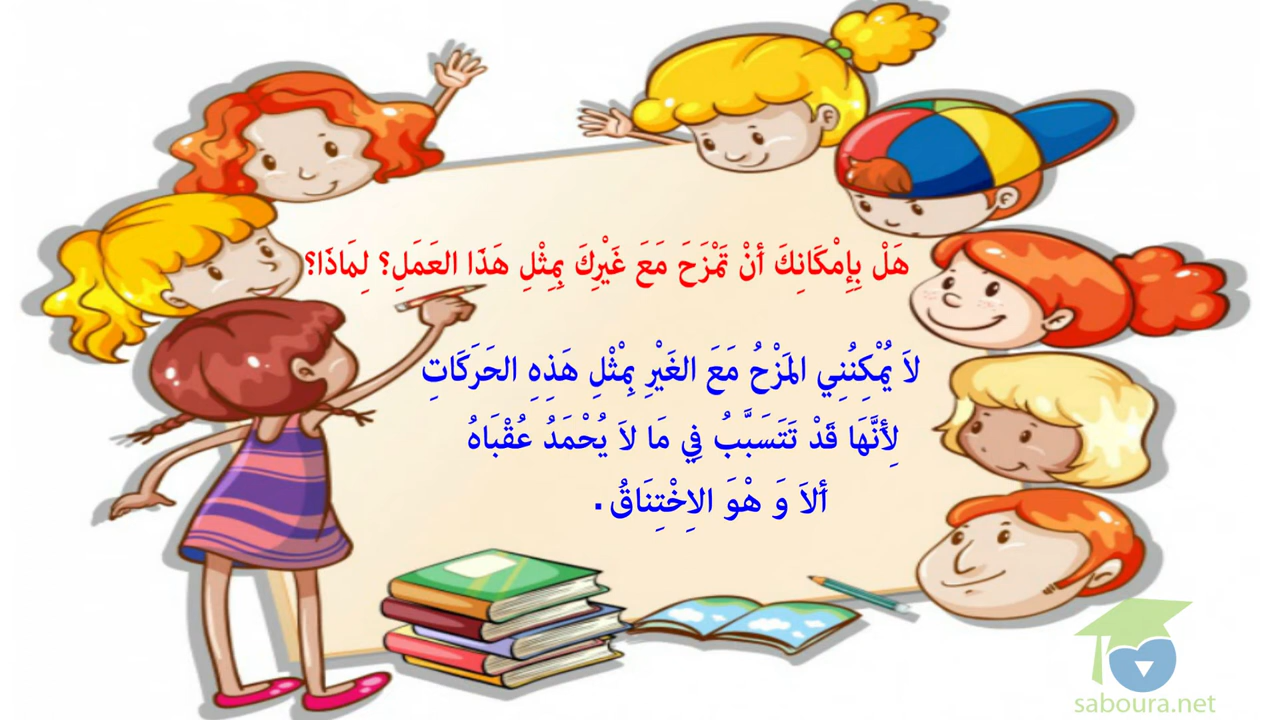 هَلْ بِإِمْكَانِكَ أَنْ تَمْزَحَ مَعَ غَيْرِكَ بِمِثْلِ هَذَا العَمَلِ؟ لِمَاذَا؟
لاَ يُمْكِنُنِي المَزْحُ مَعَ الغَيْرِ بِمْثْلِ هَذِهِ الحَرَكَاتِ
لِأَنَّهَا قَدْ تَتَسَبَّبُ فِي مَا لاَ يُحْمَدُ عُقْبَاهُ
أَلاَ وَ هْوَ الاِخْتِنَاقُ .
saboura.net